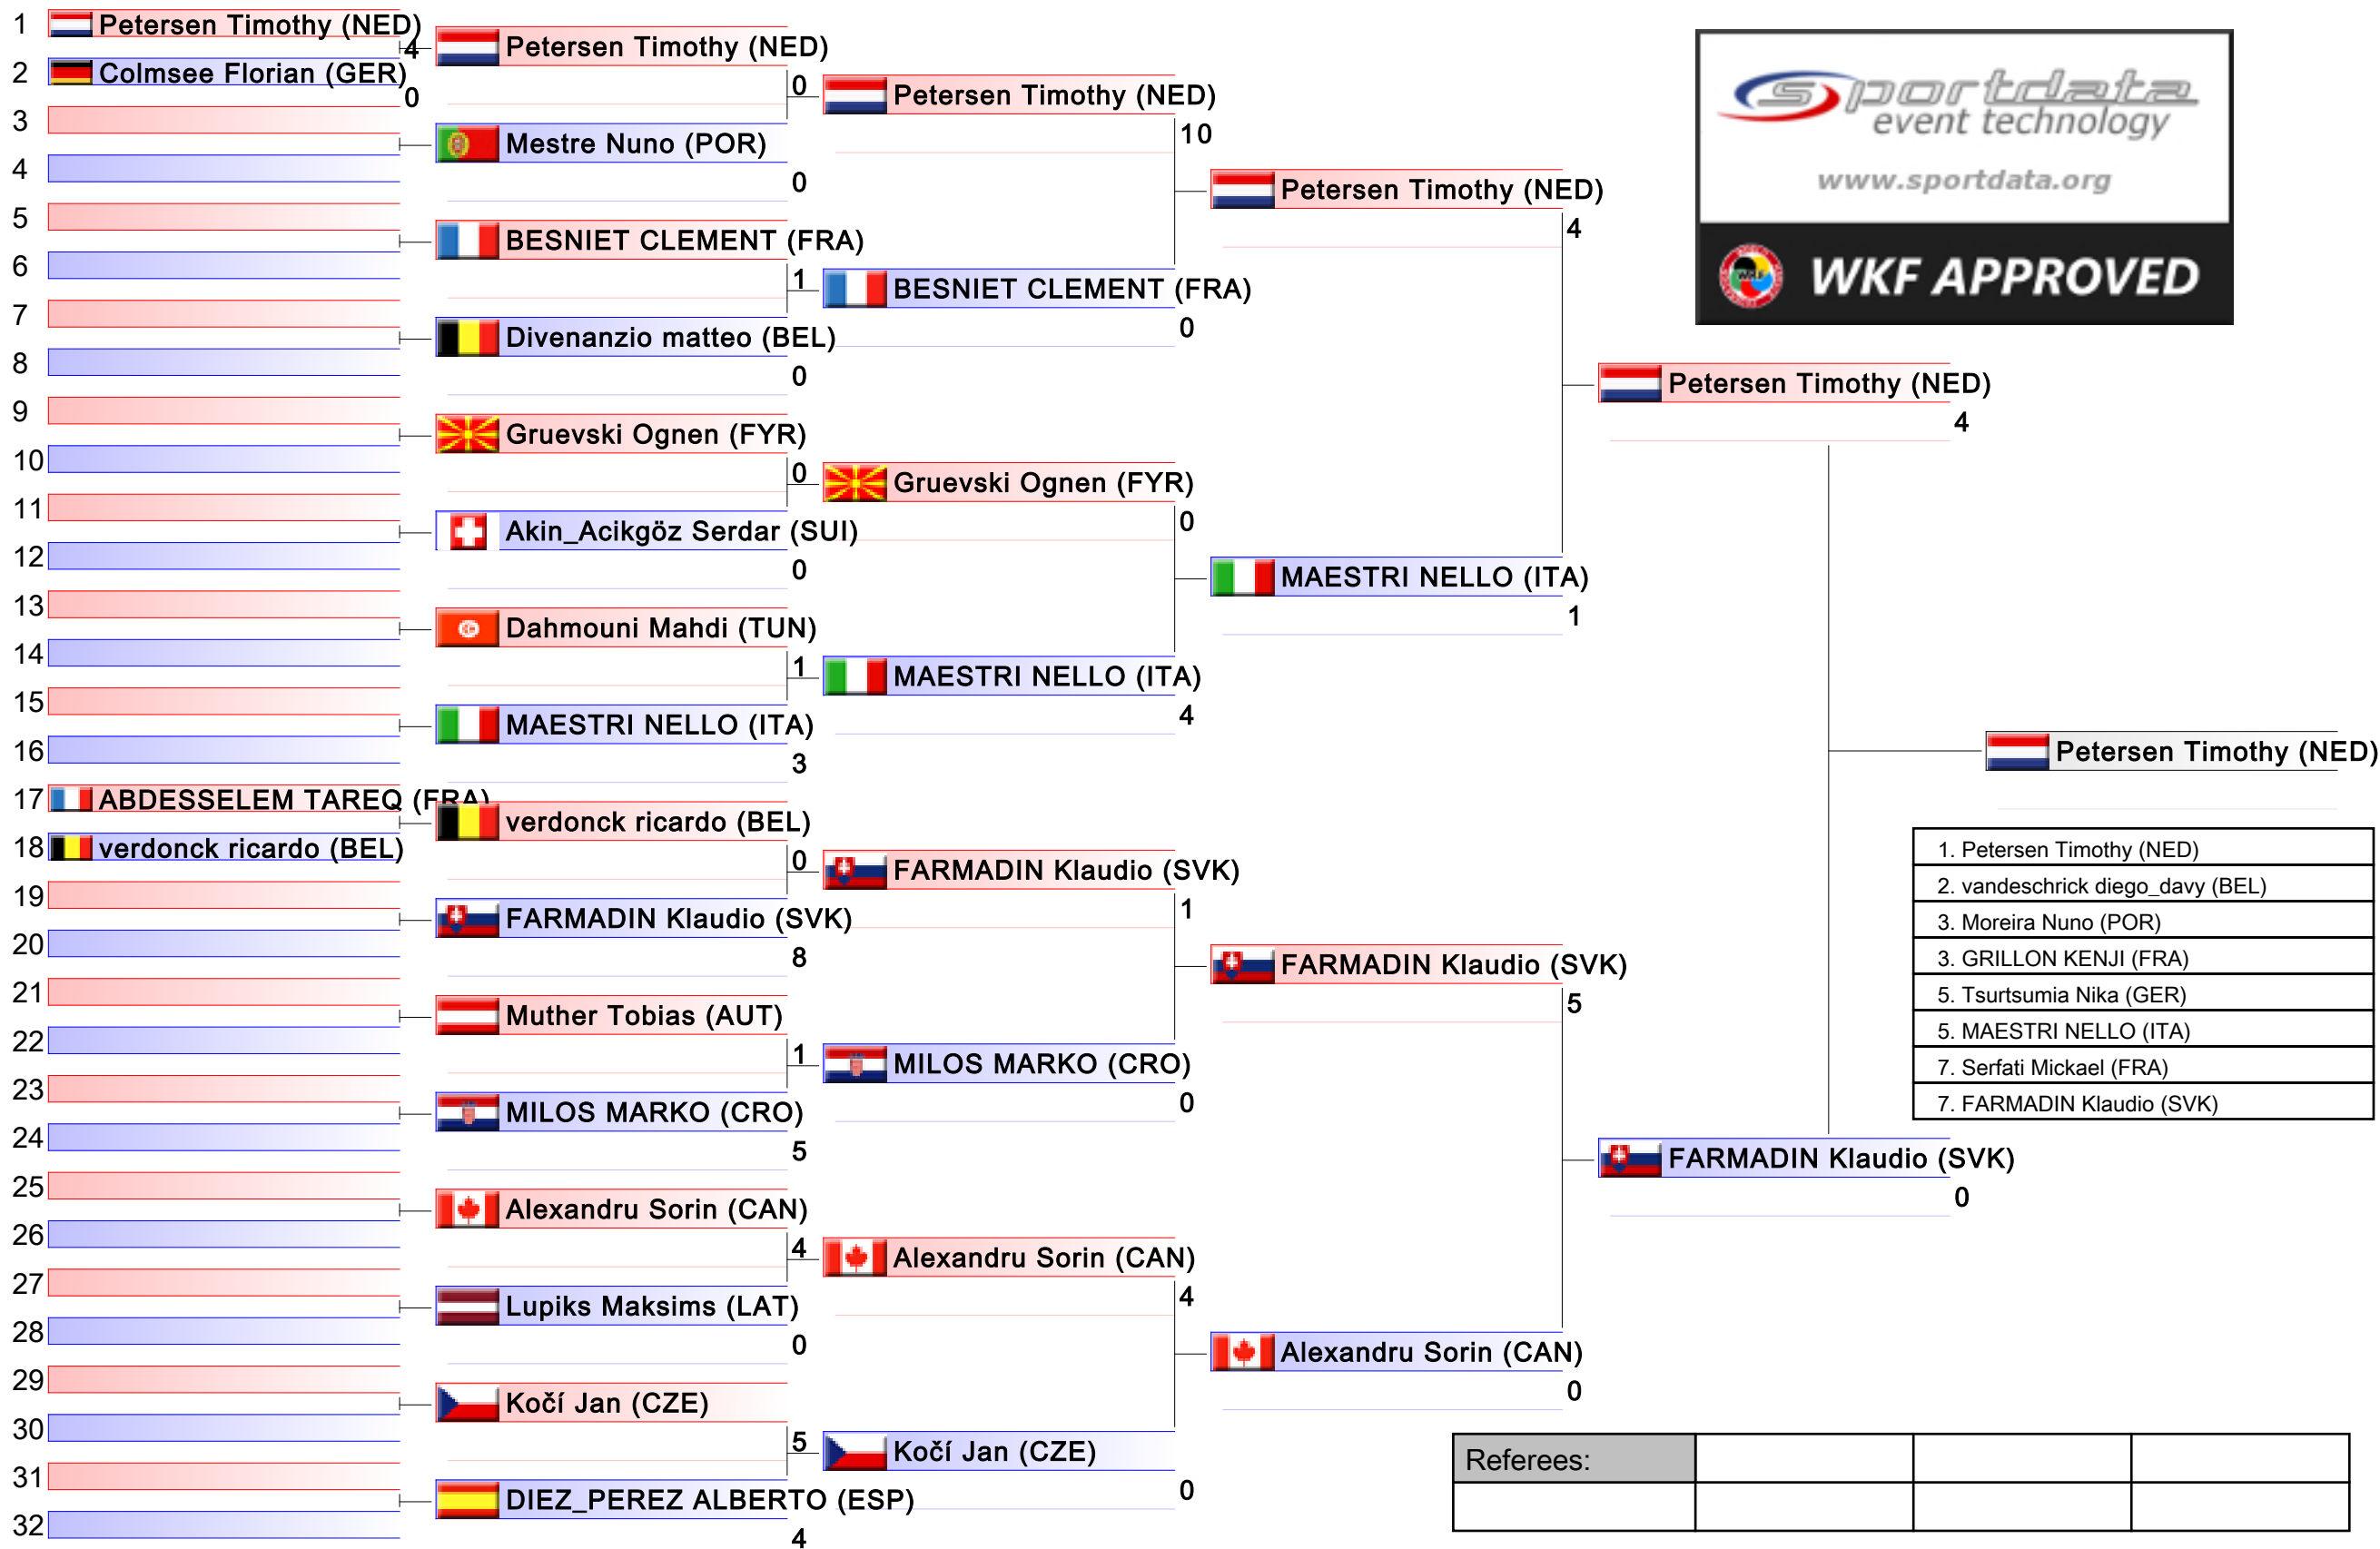 1 Petersen Timothy (NED)
4
2 Colmsee Florian (GER)
0
3
4
5
6
7
8
9
10
11
12
13
14
15
16
17 ABDESSELEM TAREQ (FRA)
18 verdonck ricardo (BEL)
19
20
21
22
23
24
25
26
27
28
29
30
31
32
Petersen Timothy (NED)
0
Mestre Nuno (POR)
0
BESNIET CLEMENT (FRA)
1
Divenanzio matteo (BEL)
0
Gruevski Ognen (FYR)
0
Akin_Acikgöz Serdar (SUI)
0
Dahmouni Mahdi (TUN)
1
MAESTRI NELLO (ITA)
3
verdonck ricardo (BEL)
0
FARMADIN Klaudio (SVK)
8
Muther Tobias (AUT)
1
MILOS MARKO (CRO)
5
Alexandru Sorin (CAN)
4
Lupiks Maksims (LAT)
0
Kočí Jan (CZE)
5
DIEZ_PEREZ ALBERTO (ESP)
4
Petersen Timothy (NED)
10
BESNIET CLEMENT (FRA)
0
Gruevski Ognen (FYR)
0
MAESTRI NELLO (ITA)
4
FARMADIN Klaudio (SVK)
1
MILOS MARKO (CRO)
0
Alexandru Sorin (CAN)
4
Kočí Jan (CZE)
0
Petersen Timothy (NED)
4
MAESTRI NELLO (ITA)
1
FARMADIN Klaudio (SVK)
5
Alexandru Sorin (CAN)
0
Petersen Timothy (NED)
4
FARMADIN Klaudio (SVK)
0
Petersen Timothy (NED)
sportdata
event technology
www.sportdata.org
WKF
WKF APPROVED
1. Petersen Timothy (NED)
2. vandeschrick diego_davy (BEL)
3. Moreira Nuno (POR)
3. GRILLON KENJI (FRA)
5. Tsurtsumia Nika (GER)
5. MAESTRI NELLO (ITA)
7. Serfati Mickael (FRA)
7. FARMADIN Klaudio (SVK)
Referees: